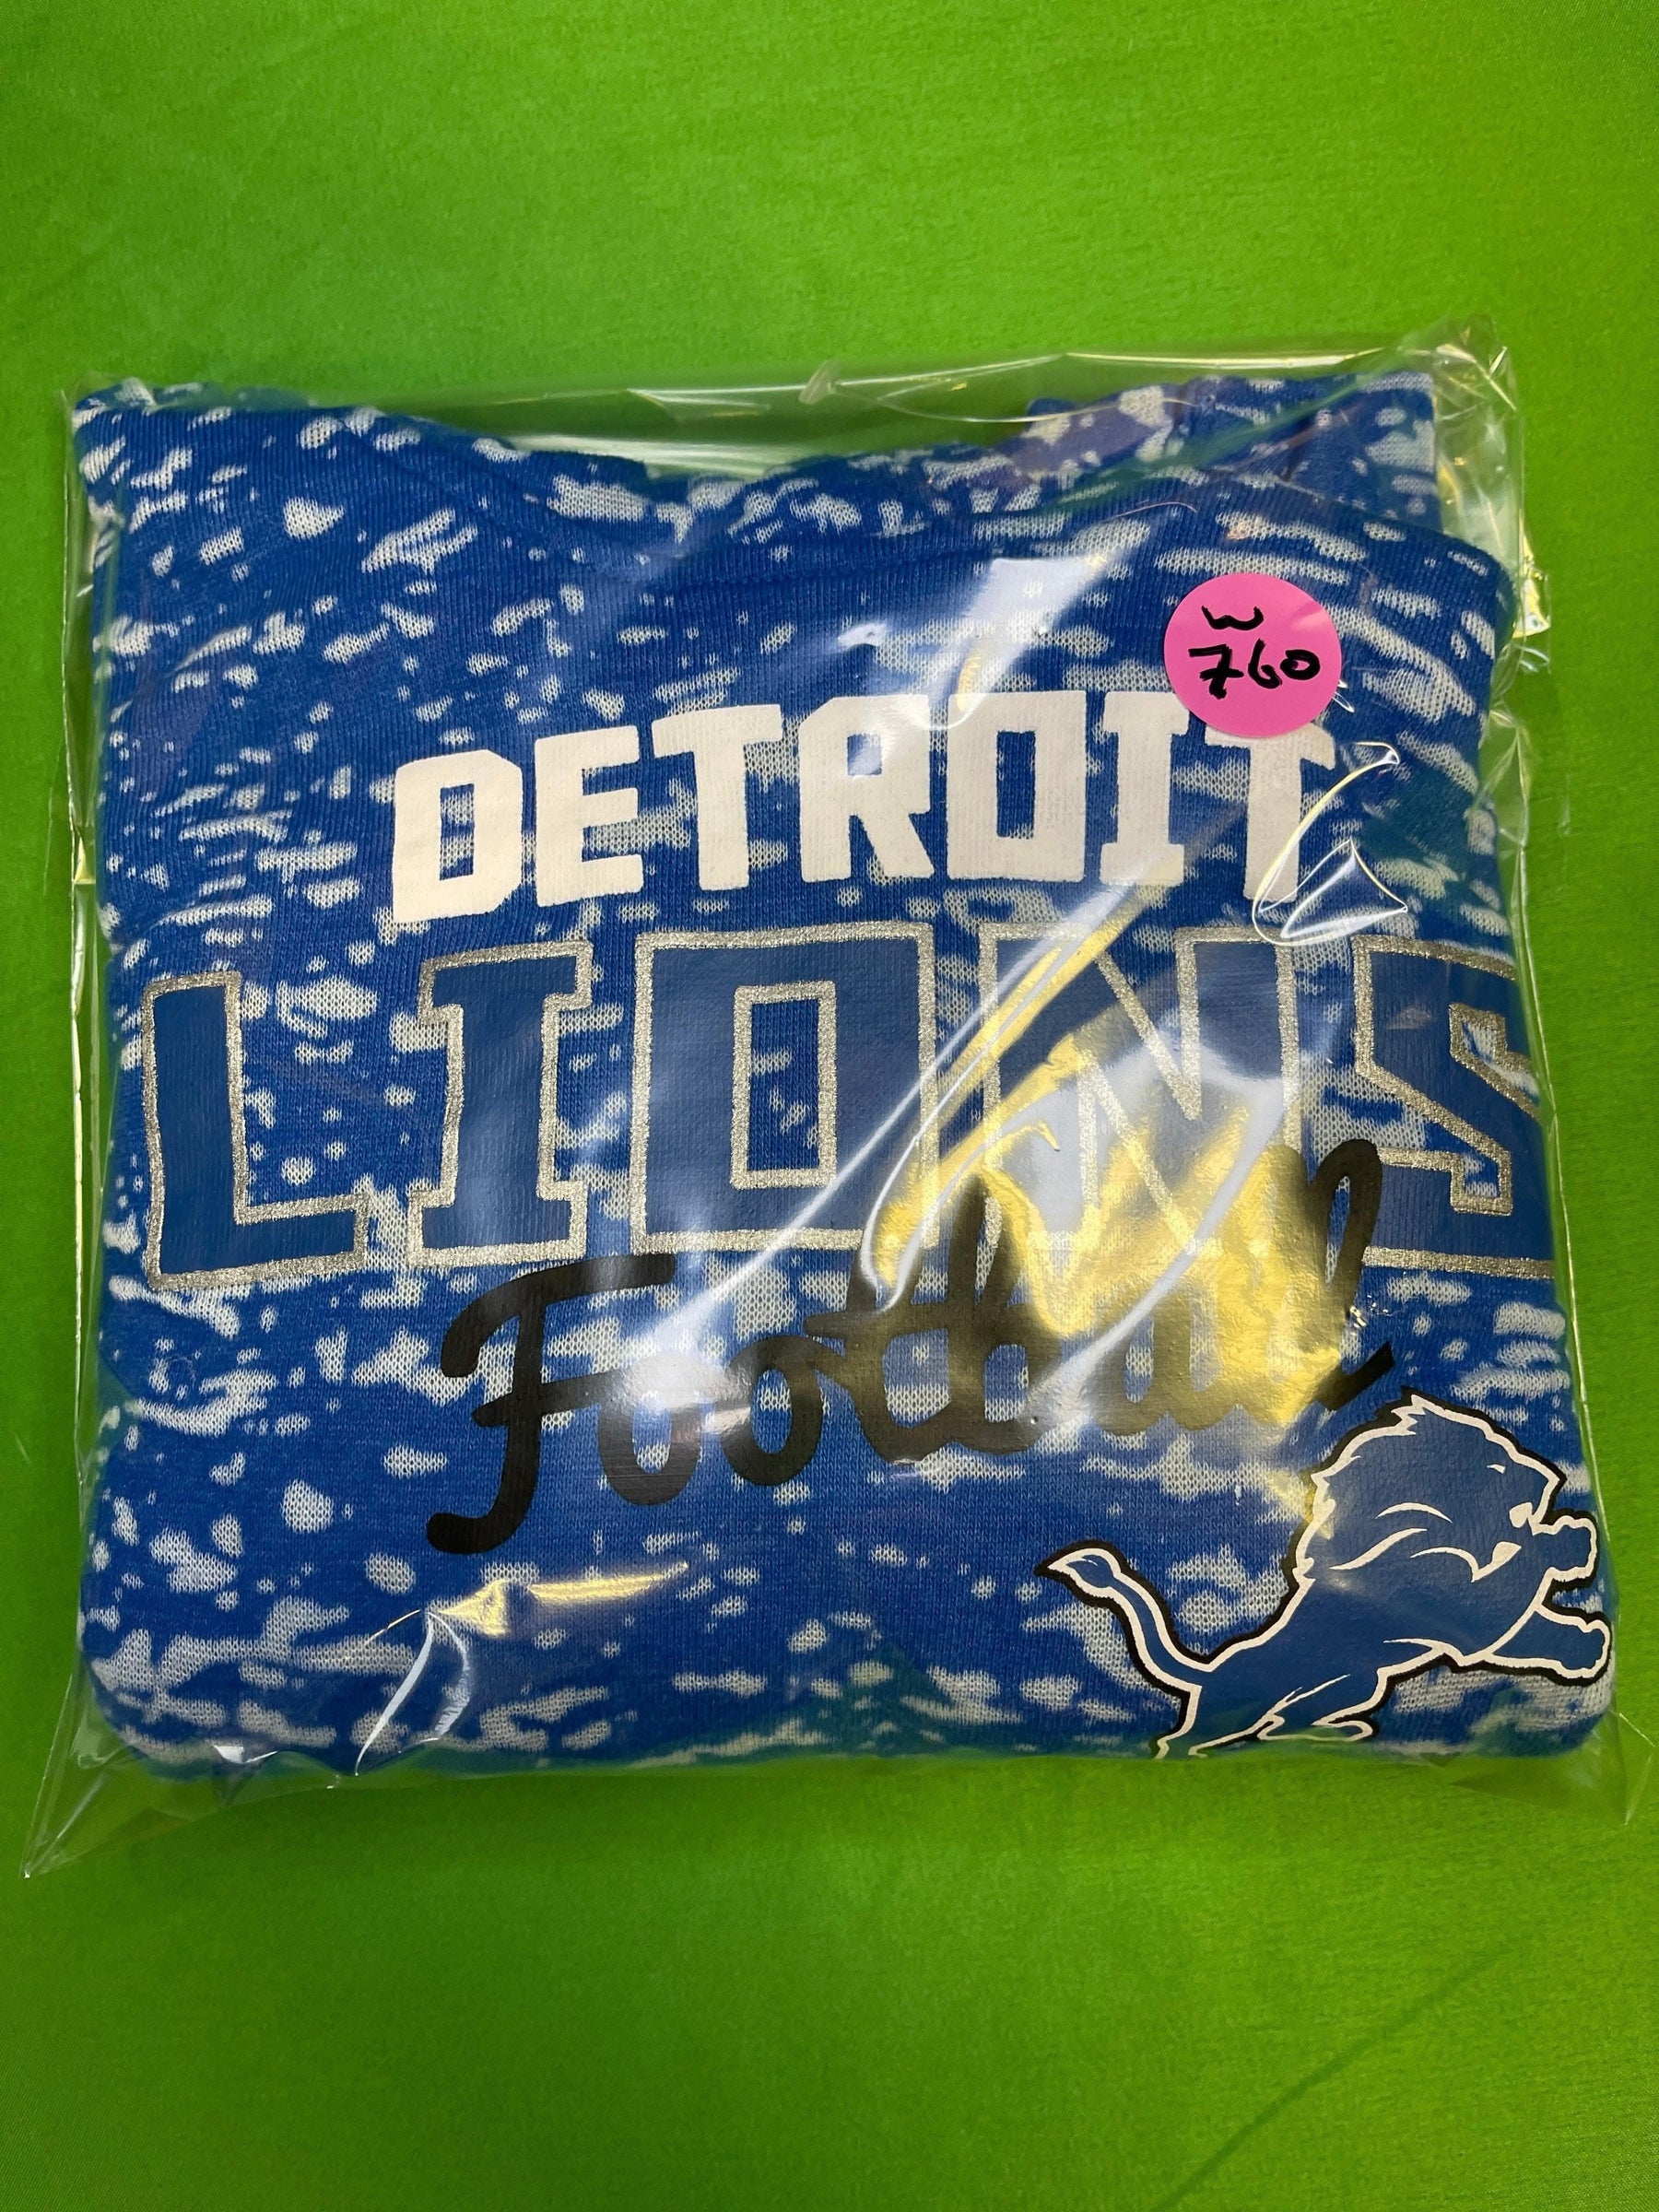 w
760
DETROIT
LIONS
Football